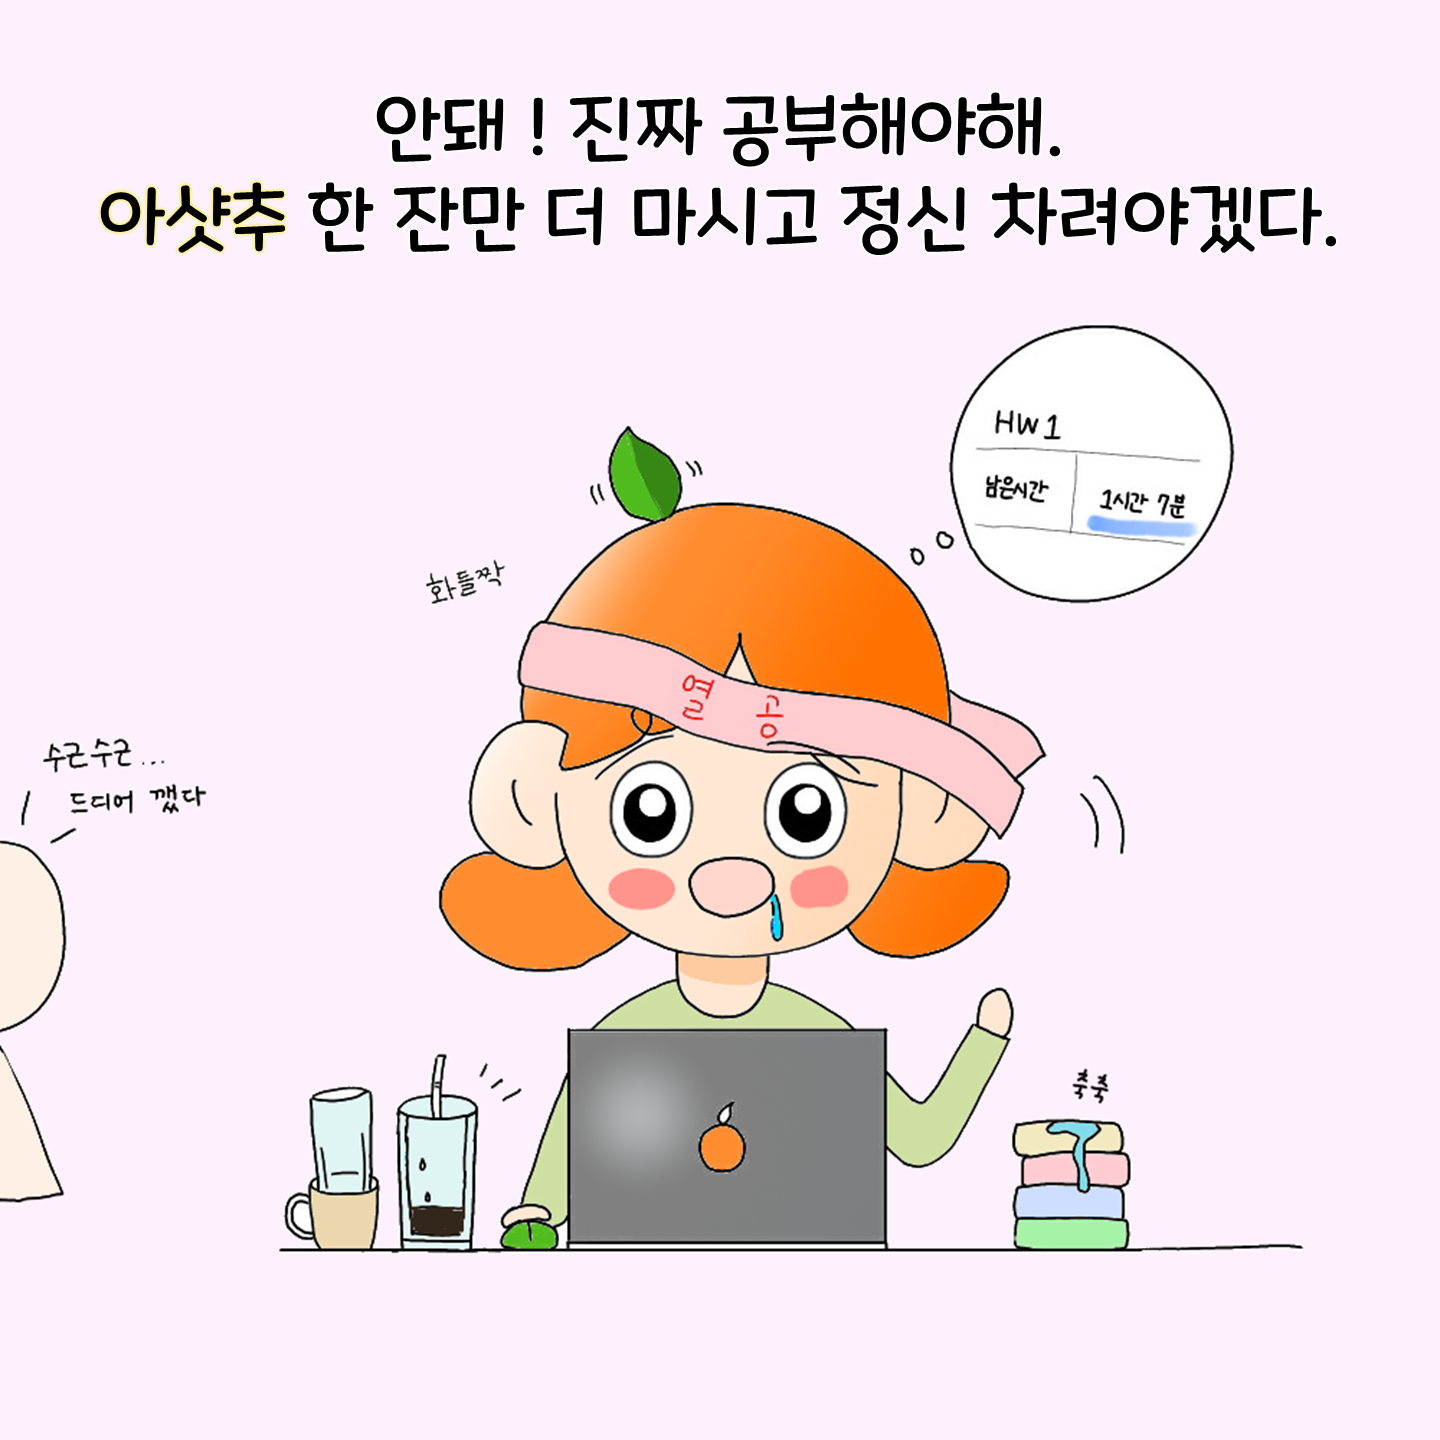 안돼 ! 진짜 공부해야해.
아샷추 한 잔만 더 마시고 정신 차려야겠다.
HW 1
남은시간 1시간 7분
화들짝
열 공
수근수근...
드디어 깼다
축축